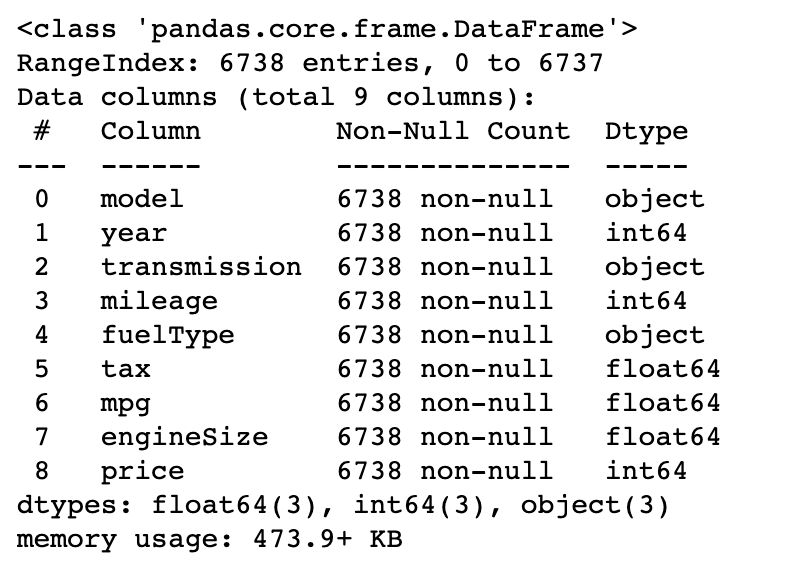 <class 'pandas.core.frame.DataFrame'>
RangeIndex: 6738 entries, 0 to 6737
Data columns (total 9 columns):
 #   Column        Non-Null Count  Dtype
---  ------        --------------  -----
 0   model         6738 non-null   object
 1   year          6738 non-null   int64
 2   transmission  6738 non-null   object
 3   mileage       6738 non-null   int64
 4   fuelType      6738 non-null   object
 5   tax           6738 non-null   float64
 6   mpg           6738 non-null   float64
 7   engineSize    6738 non-null   float64
 8   price         6738 non-null   int64
dtypes: float64(3), int64(3), object(3)
memory usage: 473.9+ KB